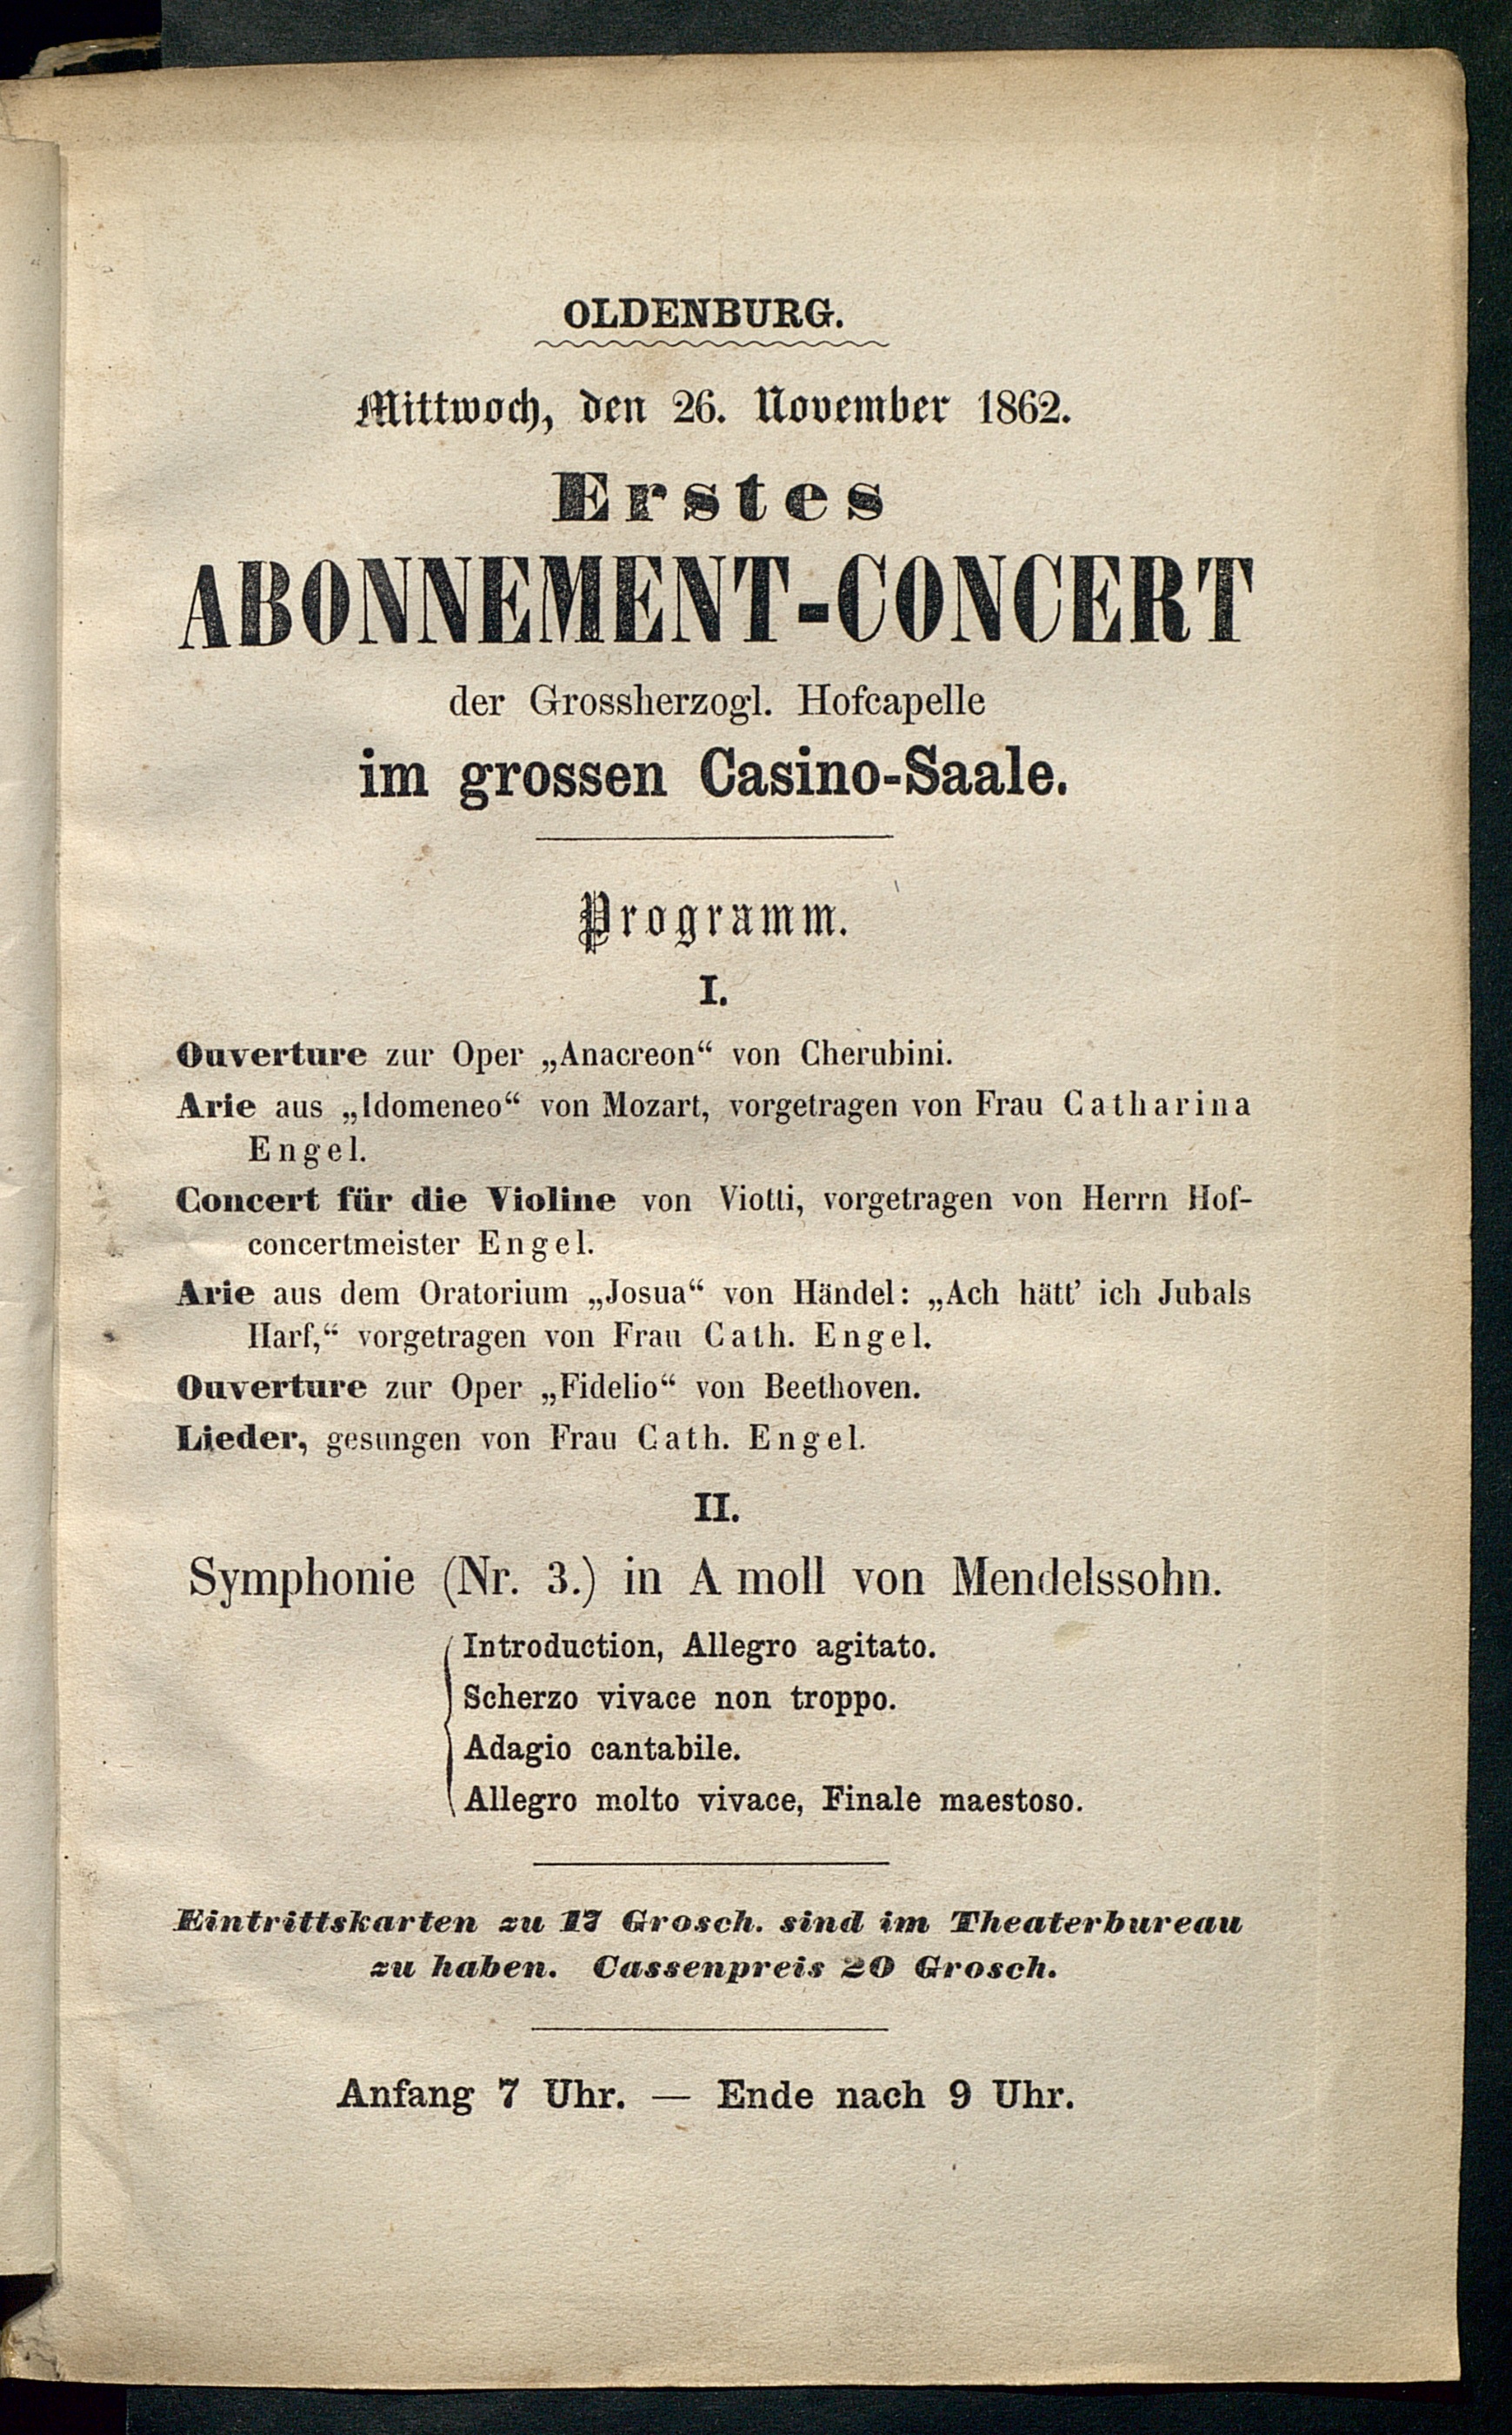 OLDENBURG.
Mittwoch, den 26. November 1862.
Erstes
ABONNEMENT-CONCERT
der Grossherzogl. Hofcapelle
im grossen Casino-Saale.
Programm.
I.
Ouverture zur Oper „Anacreon“ von Cherubini.
Arie aus „Idomeneo“ von Mozart, vorgetragen von Frau Catharina
Engel.
Concert für die Violine von Viotti, vorgetragen von Herrn Hof-
concertmeister Engel.
Arie aus dem Oratorium „Josua“ von Händel: „Ach hätt’ ich Jubals
Harf,“ vorgetragen von Frau Cath. Engel.
Ouverture zur Oper „Fidelio“ von Beethoven.
Lieder, gesungen von Frau Cath. Engel.
II.
Symphonie (Nr. 3.) in A moll von Mendelssohn.
Introduction, Allegro agitato.
Scherzo vivace non troppo.
Adagio cantabile.
Allegro molto vivace, Finale maestoso.
Eintrittskarten zu 17 Grosch. sind im Theaterbureau
zu haben. Cassenpreis 20 Grosch.
Anfang 7 Uhr. — Ende nach 9 Uhr.